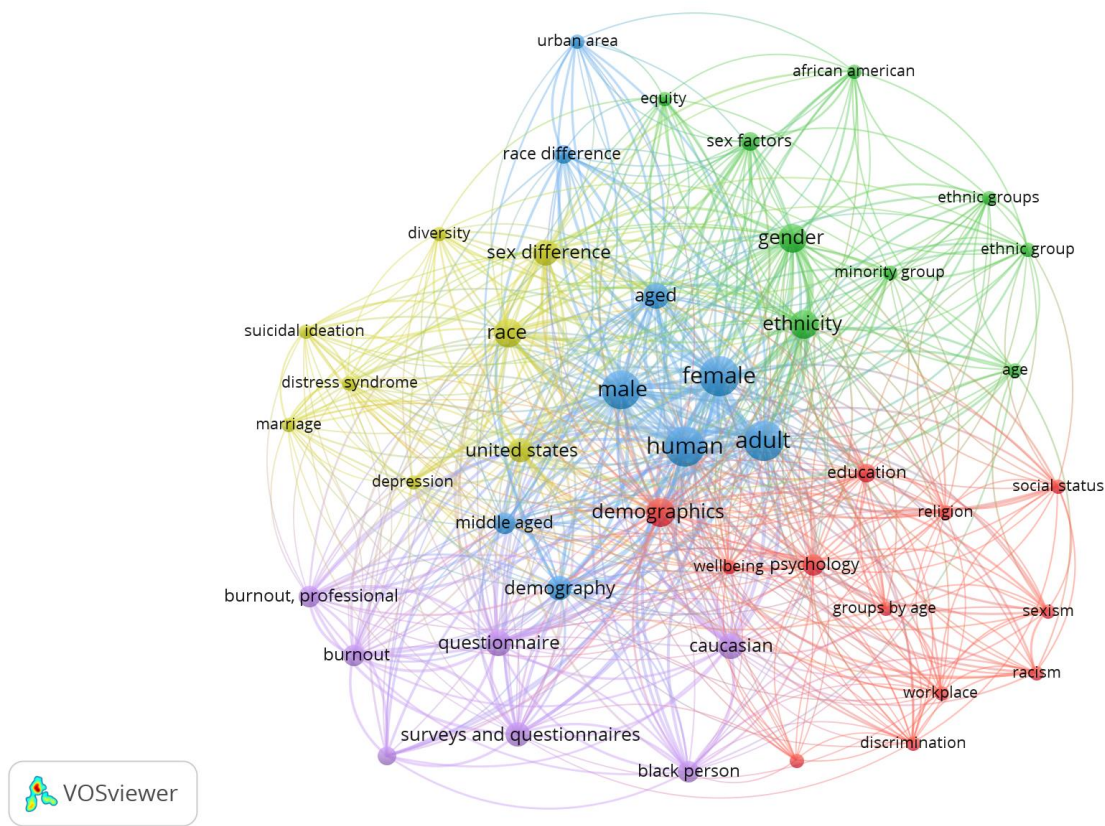 urban area
african american
equity
sex factors
race difference
ethnic groups
diversity
gender
ethnic group
sex difference
minority group
aged
ethnicity
suicidal ideation
race
age
female
distress syndrome
male
marriage
adult
human
united states
education
depression
social status
demographics
religion
middle aged
wellbeing
psychology
demography
burnout, professional
groups by age
sexism
questionnaire
caucasian
burnout
racism
workplace
surveys and questionnaires
discrimination
black person
VOSviewer